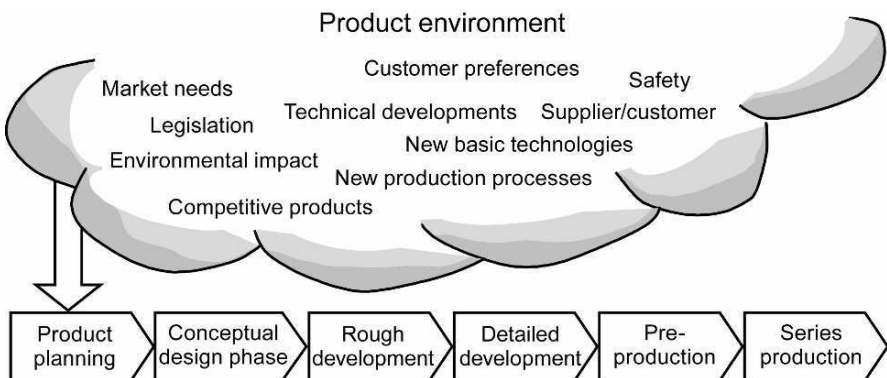 Product environment
Customer preferences
Safety
Market needs
Technical developments
Supplier/customer
Legislation
New basic technologies
Environmental impact
New production processes
Competitive products
Product
planning
Conceptual
design phase
Rough
development
Detailed
development
Pre-
production
Series
production